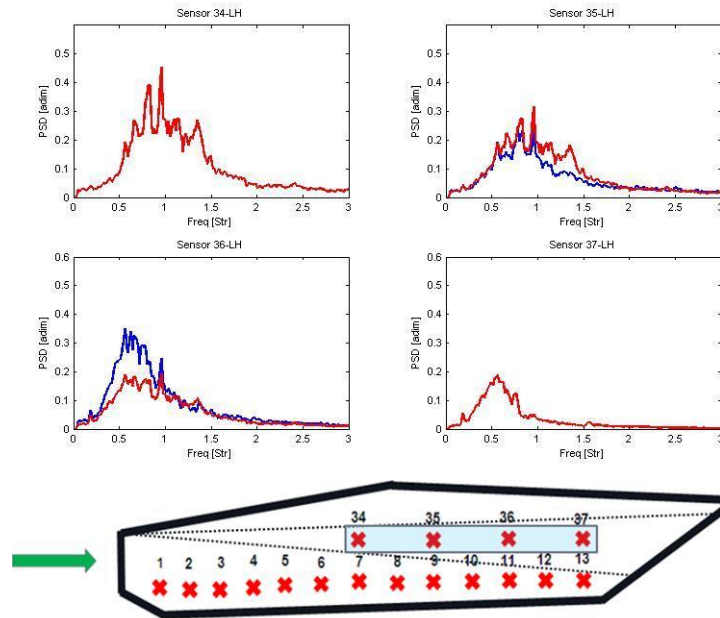 Sensor 34-LH
PSD [adim]
0.5
0.4
0.3
0.2
0.1
0
0 0.5 1 1.5 2 2.5 3
Freq [Str]
Sensor 35-LH
PSD [adim]
0.5
0.4
0.3
0.2
0.1
0
0 0.5 1 1.5 2 2.5 3
Freq [Str]
Sensor 36-LH
PSD [adim]
0.6
0.5
0.4
0.3
0.2
0.1
0
0 0.5 1 1.5 2 2.5 3
Freq [Str]
Sensor 37-LH
PSD [adim]
0.6
0.5
0.4
0.3
0.2
0.1
0
0 0.5 1 1.5 2 2.5 3
Freq [Str]
34 35 36 37
1 2 3 4 5 6 7 8 9 10 11 12 13